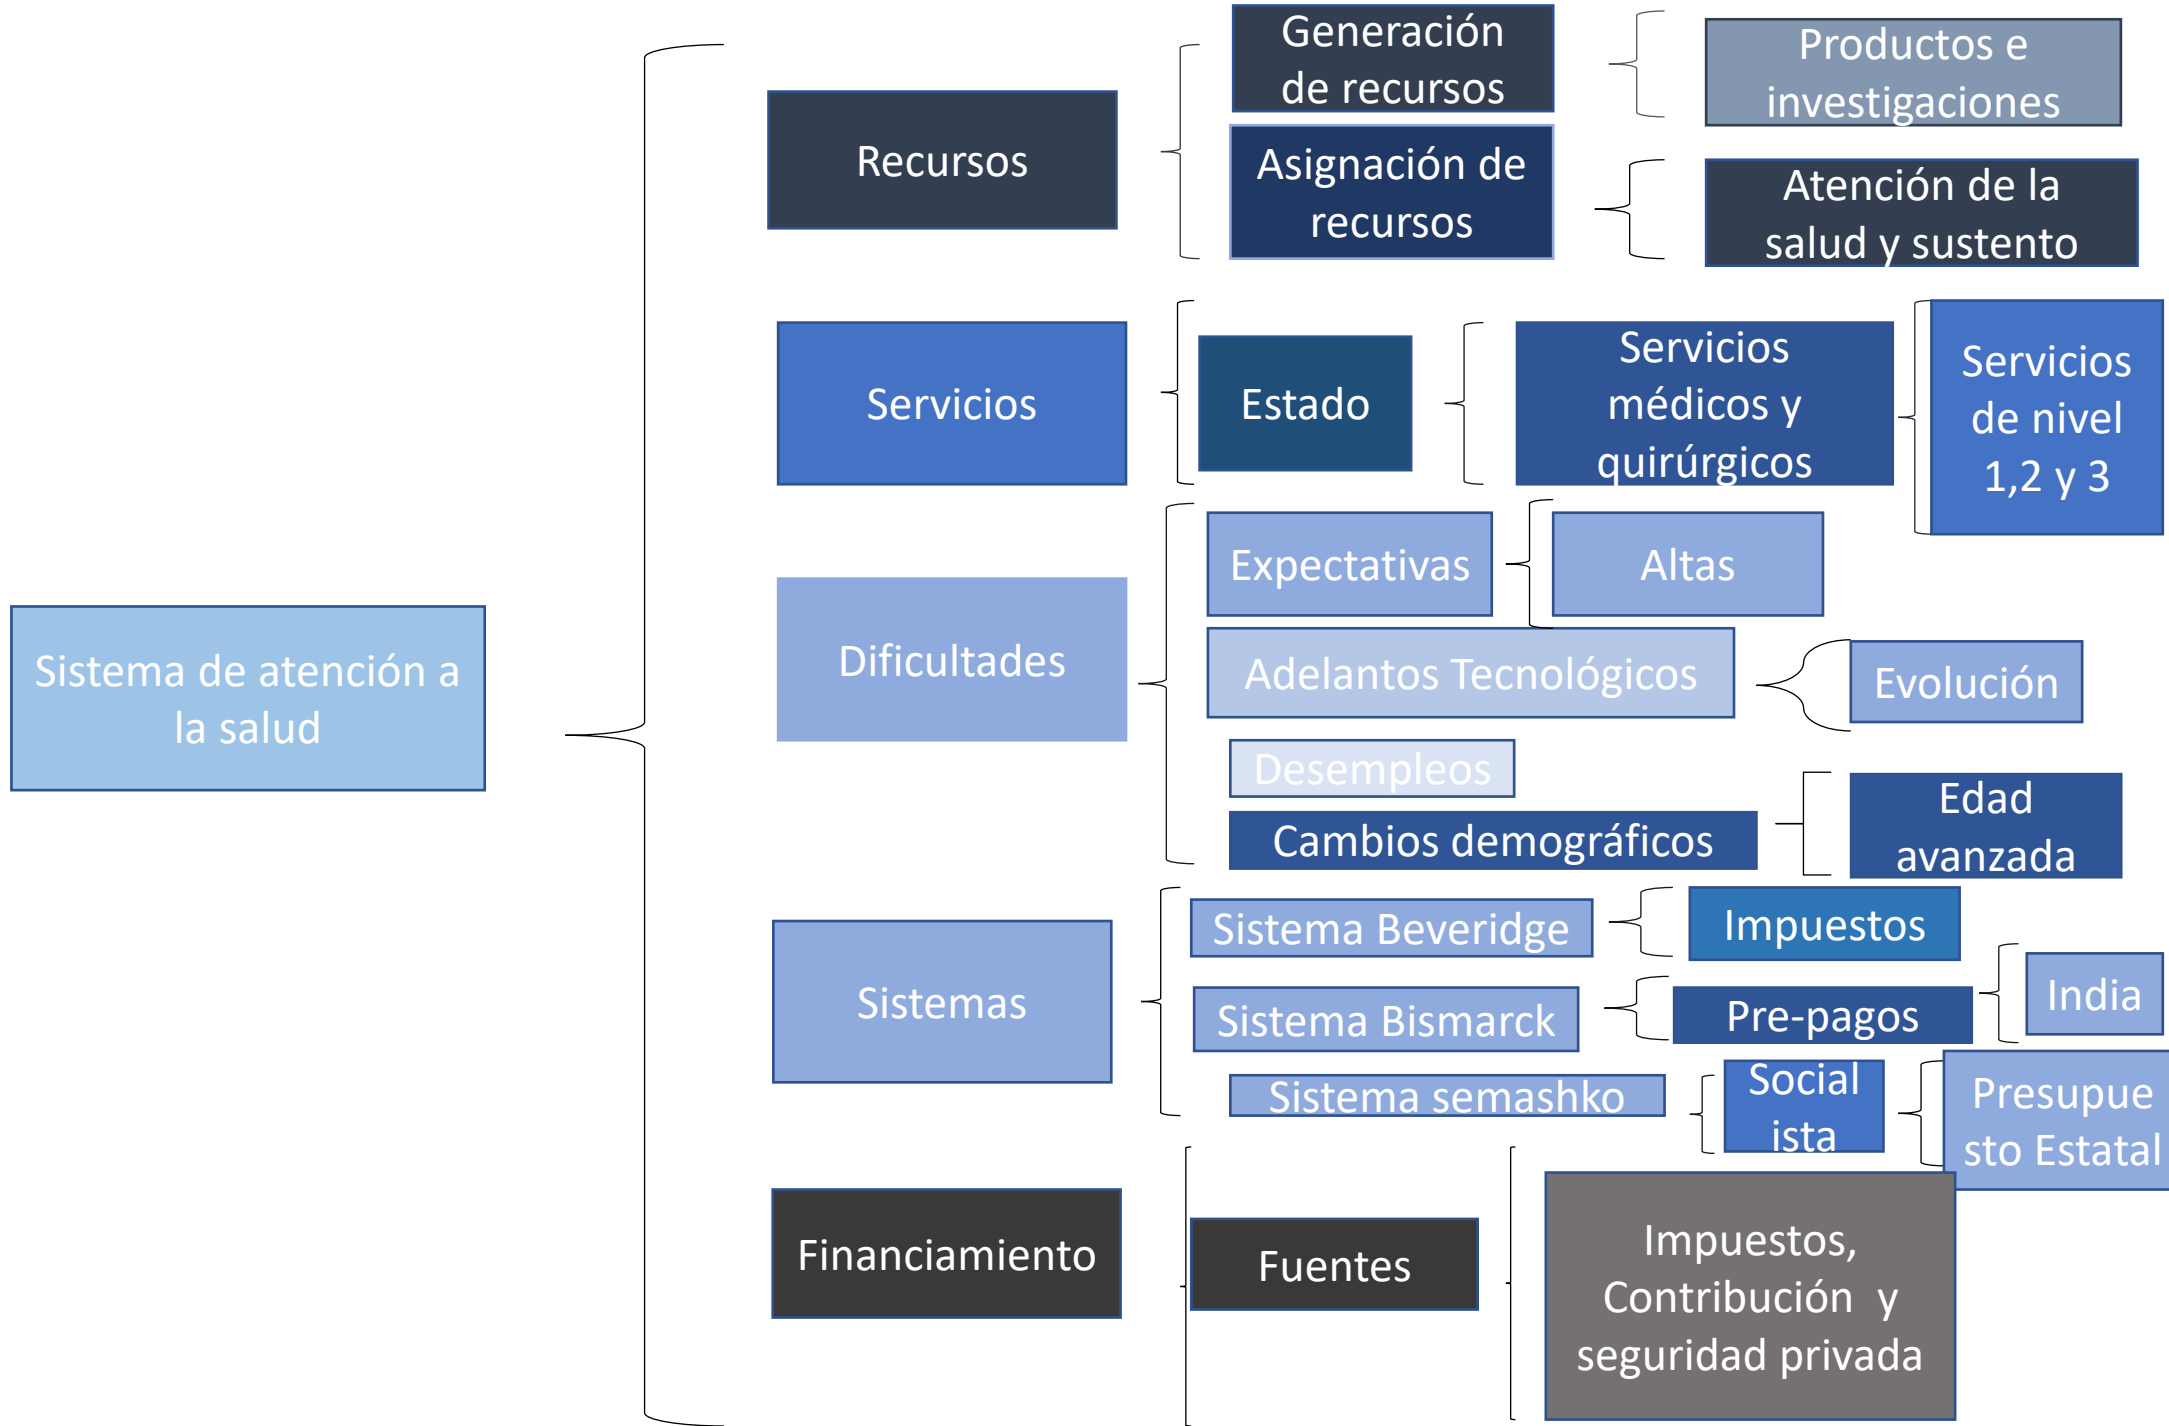 Sistema de atención a
la salud
Recursos
Generación
de recursos
Productos e
investigaciones
Asignación de
recursos
Atención de la
salud y sustento
Servicios
Estado
Servicios
médicos y
quirúrgicos
Servicios
de nivel
1,2 y 3
Dificultades
Expectativas
Altas
Adelantos Tecnológicos
Evolución
Desempleos
Cambios demográficos
Edad
avanzada
Sistemas
Sistema Beveridge
Impuestos
Sistema Bismarck
Pre-pagos
India
Sistema semashko
Social
ista
Presupue
sto Estatal
Financiamiento
Fuentes
Impuestos,
Contribución y
seguridad privada